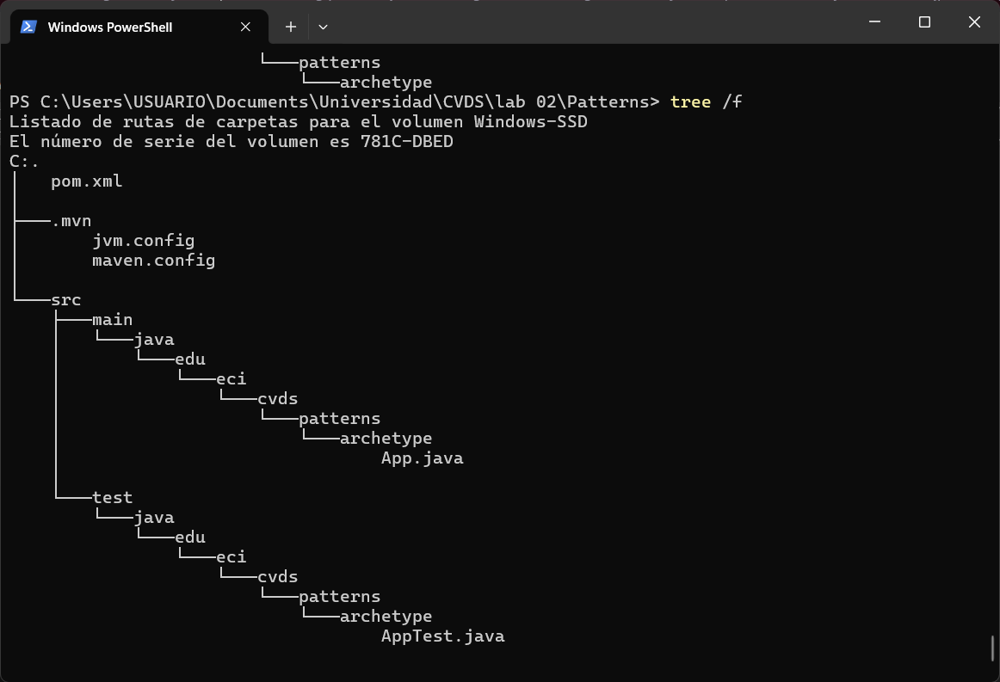 Windows PowerShell
└───patterns
└───archetype
PS C:\Users\USUARIO\Documents\Universidad\CVDS\lab 02\Patterns> tree /f
Listado de rutas de carpetas para el volumen Windows-SSD
El número de serie del volumen es 781C-DBED
C:.
│   pom.xml
│
├───.mvn
│       jvm.config
│       maven.config
│
└───src
    ├───main
    │   └───java
    │       └───edu
    │           └───eci
    │               └───cvds
    │                   └───patterns
    │                       └───archetype
    │                               App.java
    │
    └───test
        └───java
            └───edu
                └───eci
                    └───cvds
                        └───patterns
                            └───archetype
                                    AppTest.java